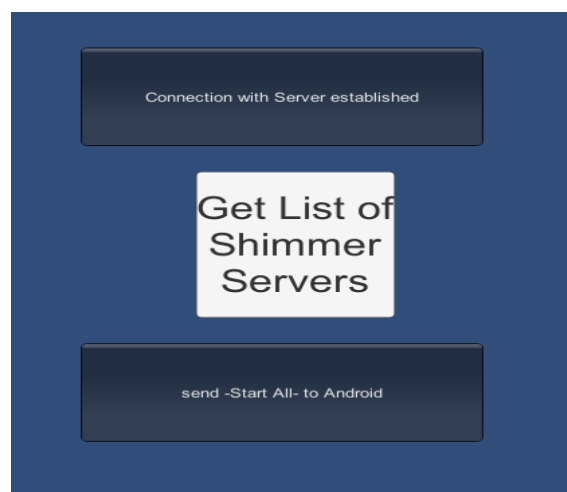 Connection with Server established
Get List of
Shimmer
Servers
send -Start All- to Android